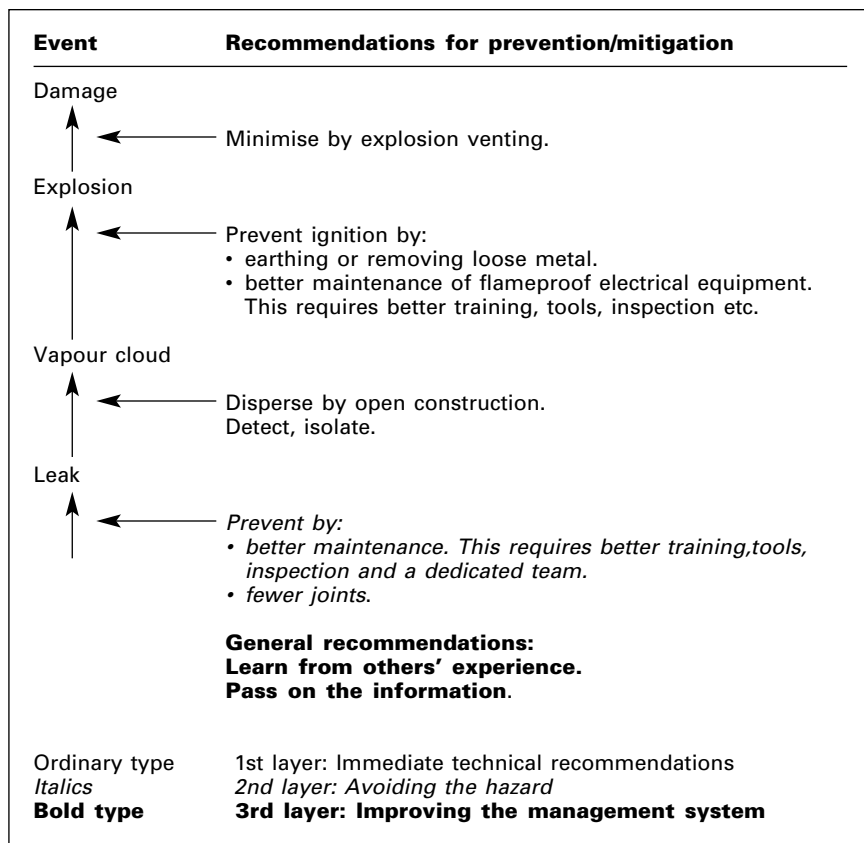 Event Recommendations for prevention/mitigation
Damage
Minimise by explosion venting.
Explosion
Prevent ignition by:
• earthing or removing loose metal.
• better maintenance of flameproof electrical equipment.
This requires better training, tools, inspection etc.
Vapour cloud
Disperse by open construction.
Detect, isolate.
Leak
Prevent by:
• better maintenance. This requires better training,tools,
inspection and a dedicated team.
• fewer joints.
General recommendations:
Learn from others’ experience.
Pass on the information.
Ordinary type 1st layer: Immediate technical recommendations
Italics 2nd layer: Avoiding the hazard
Bold type 3rd layer: Improving the management system